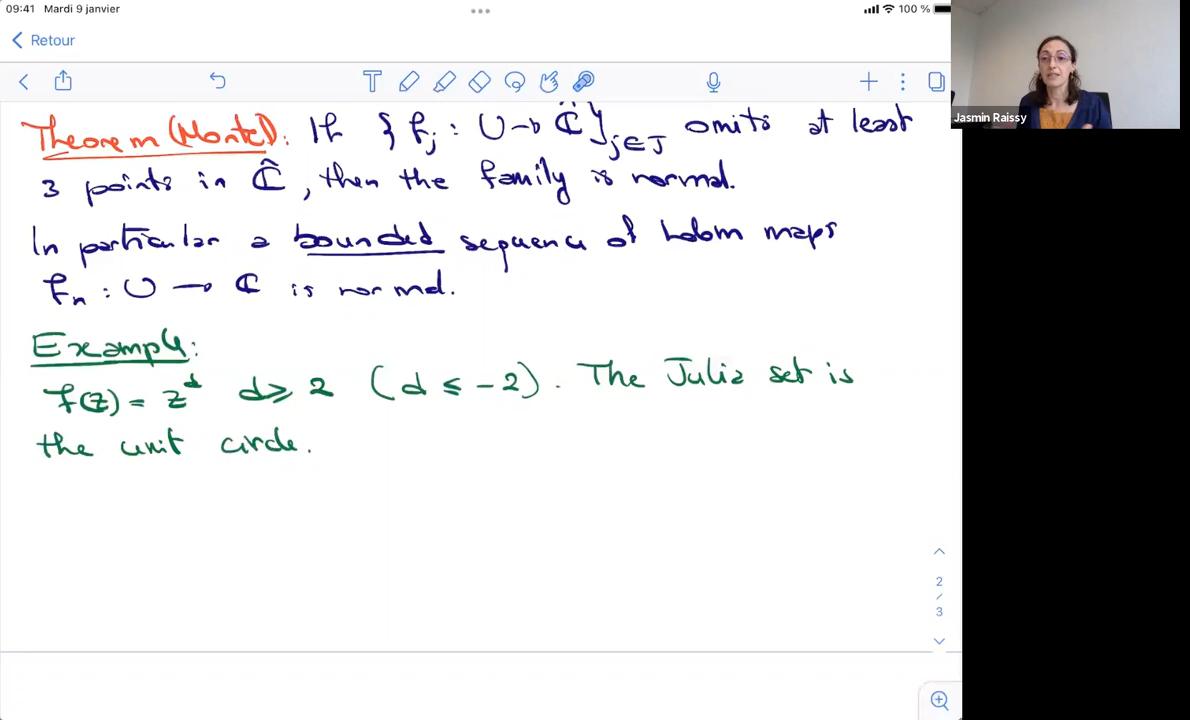 09:41 Mardi 9 janvier
100 %
Retour
Jasmin Raissy
Theorem (Montel): If {f_j : U → Ĉ}_{j∈J} omits at least
3 points in Ĉ, then the family is normal.
In particular a bounded sequence of holom maps
f_n : U → ℂ is normal.
Example:
f(z) = z^d d ≥ 2 (d ≤ -2). The Julia set is
the unit circle.
2
/
3